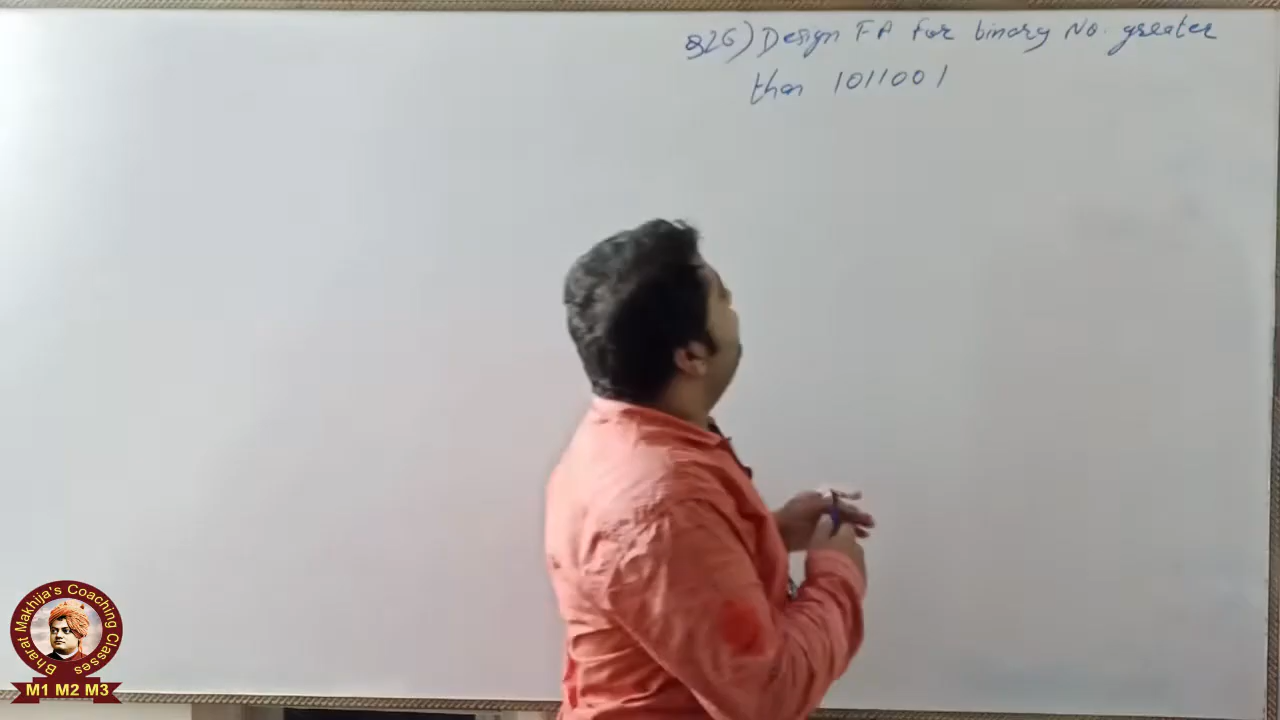 Q26) Design FA for binary No. greater
than 1011001
Bharat Makhija's Coaching Classes
M1 M2 M3